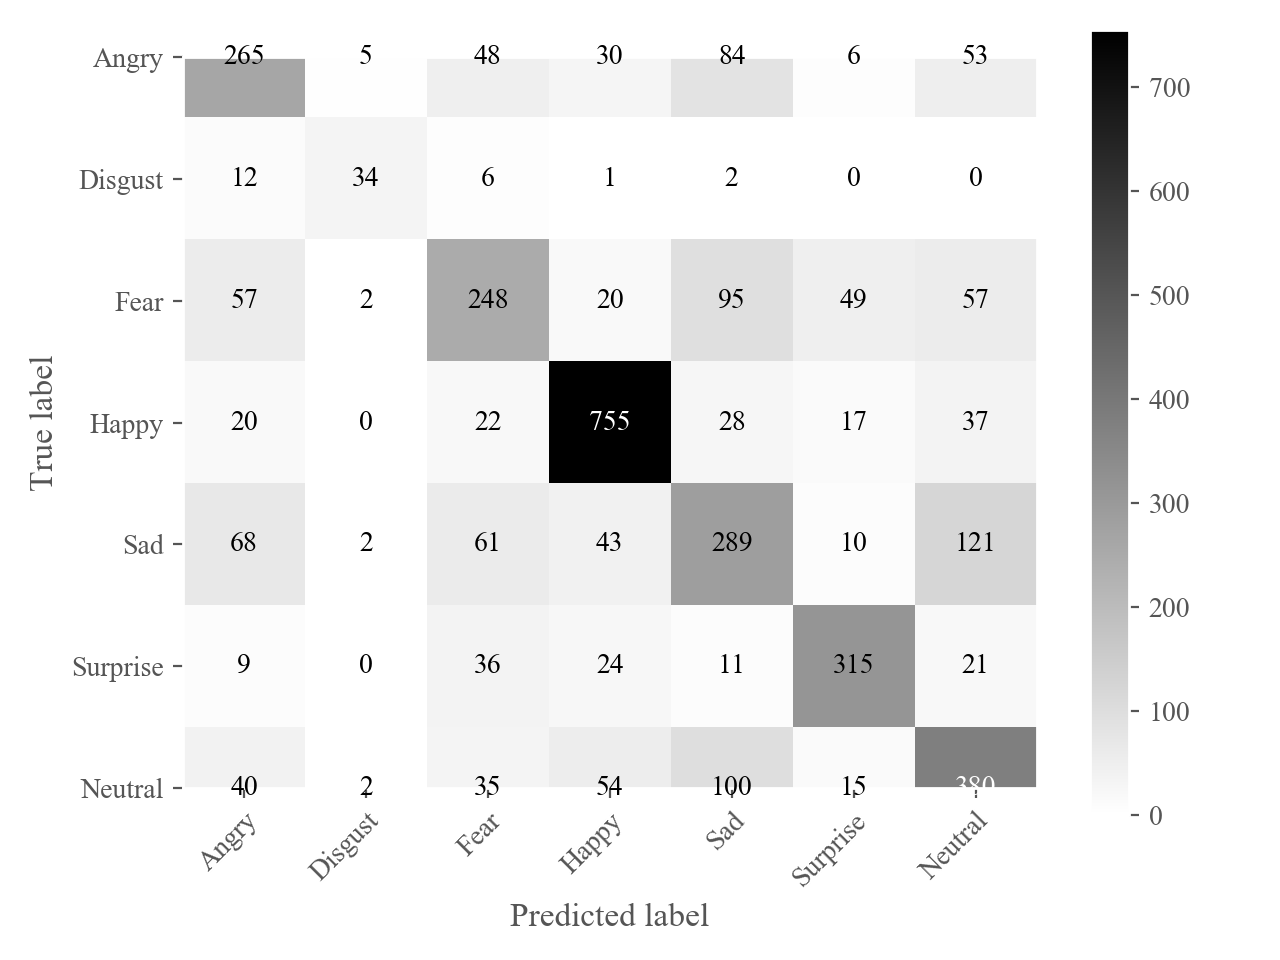 Angry 265 5 48 30 84 6 53
700
Disgust 12 34 6 1 2 0 0
600
Fear 57 2 248 20 95 49 57
500
Happy 20 0 22 755 28 17 37
400
True label
300
Sad 68 2 61 43 289 10 121
200
Surprise 9 0 36 24 11 315 21
100
Neutral 40 2 35 54 100 15 380
0
Angry Disgust Fear Happy Sad Surprise Neutral
Predicted label